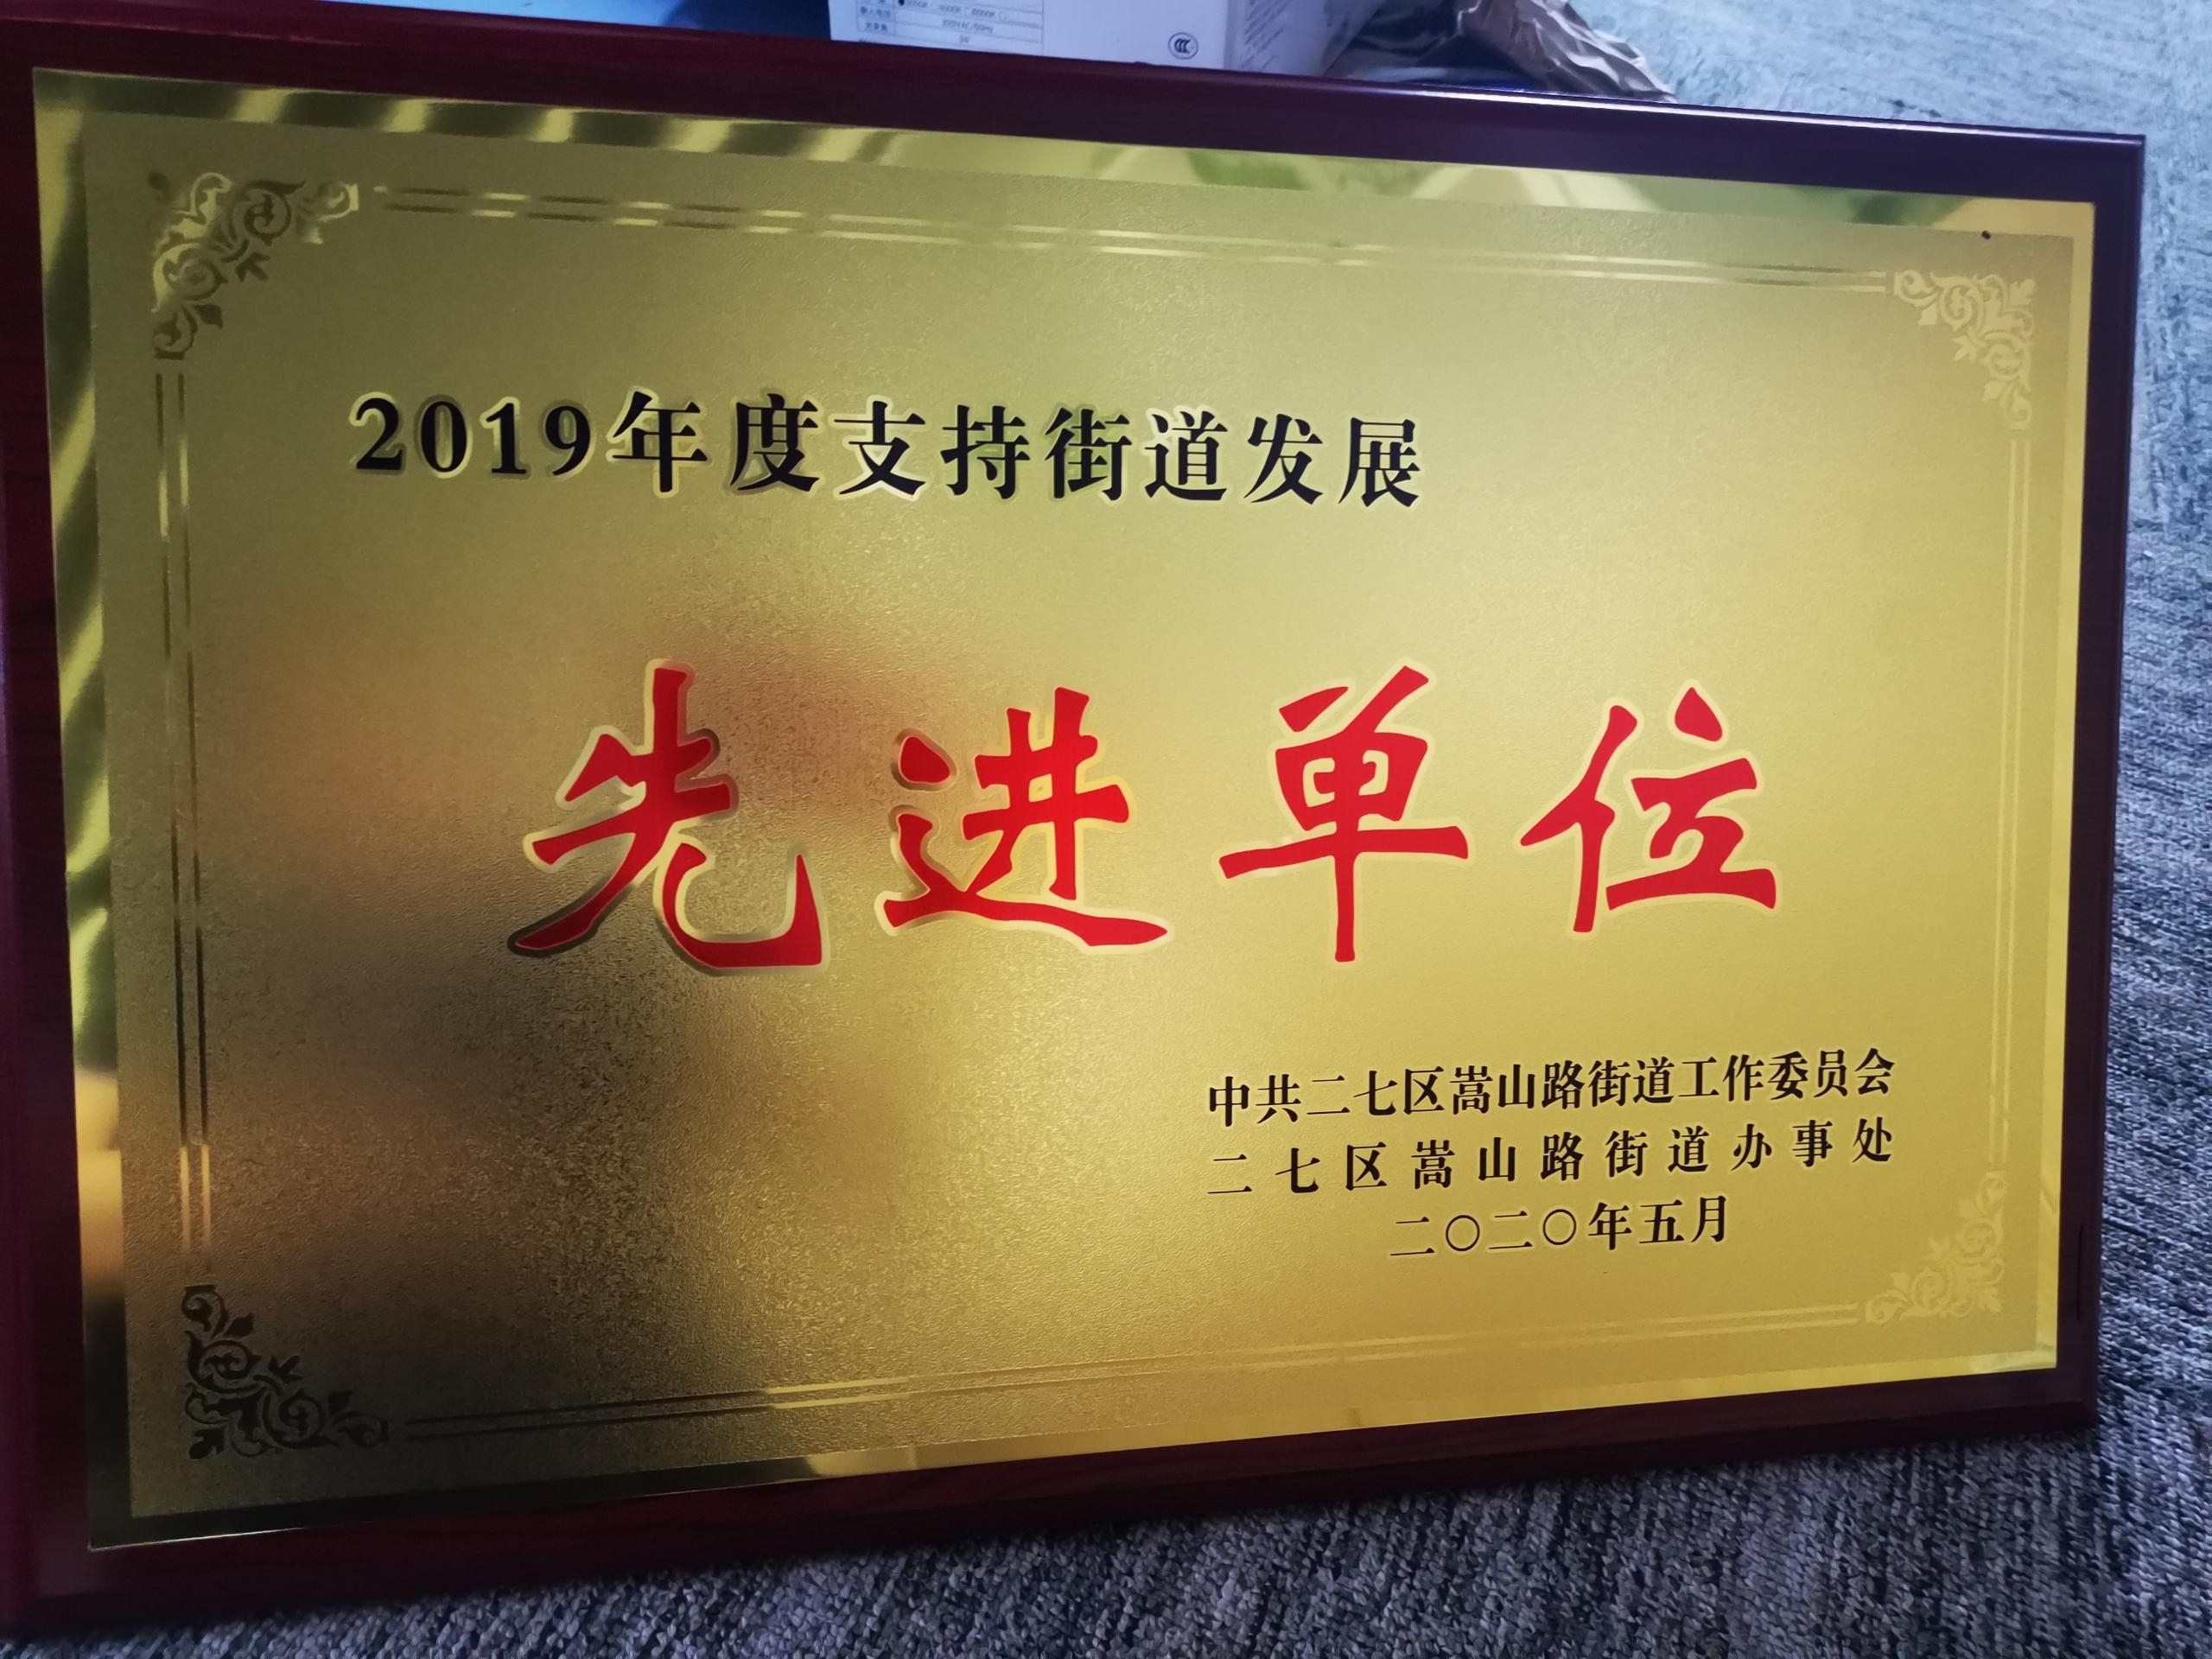 2019年度支持街道发展
先进单位
中共二七区嵩山路街道工作委员会
二七区嵩山路街道办事处
二〇二〇年五月